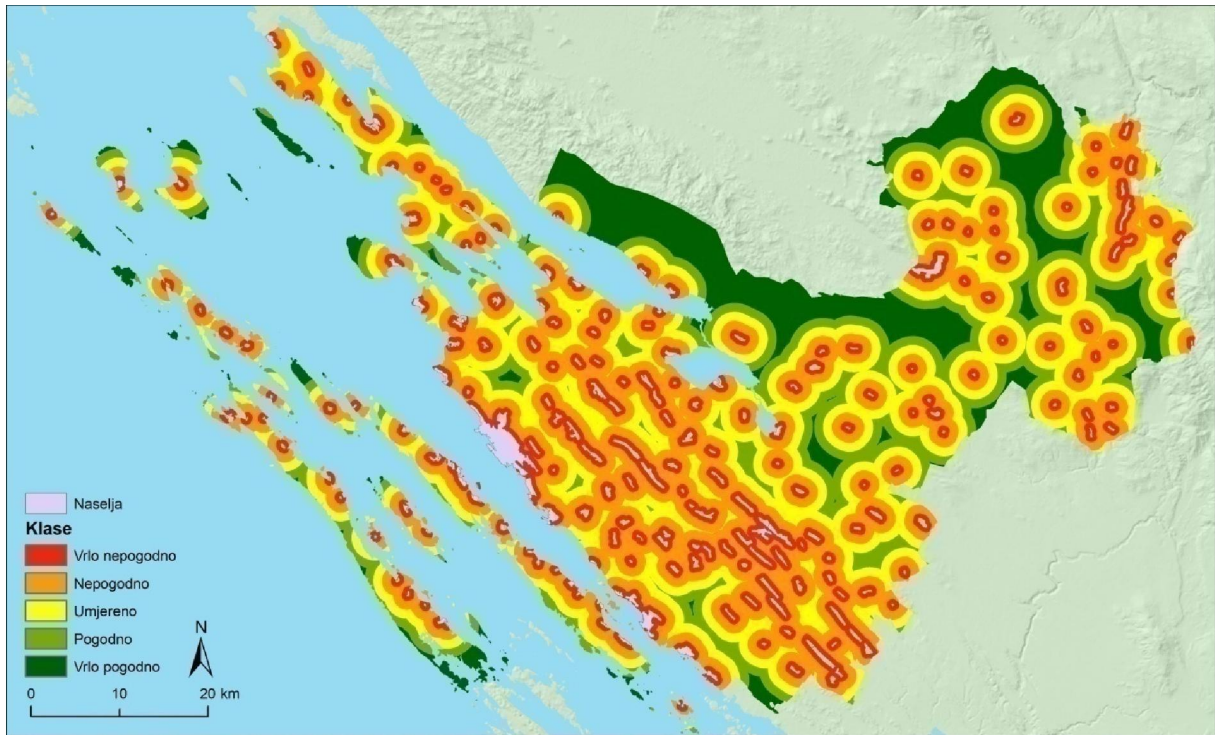 Naselja
Klase
Vrlo nepogodno
Nepogodno
Umjereno
Pogodno
Vrlo pogodno
N
0 10 20 km